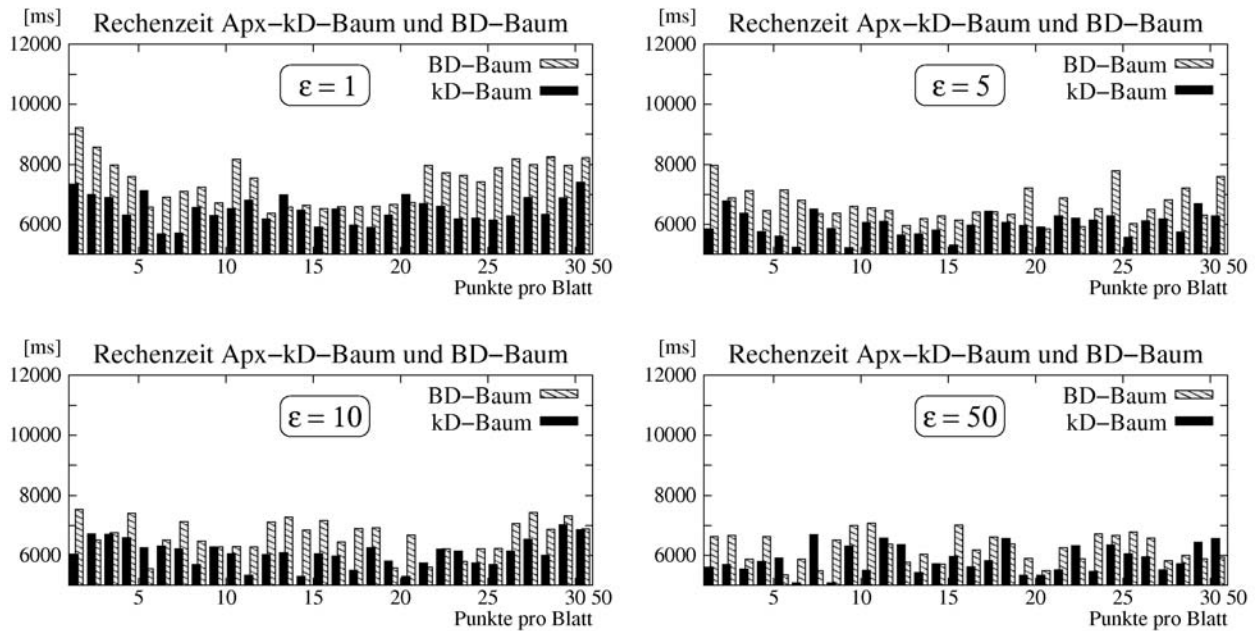 [ms] Rechenzeit Apx−kD−Baum und BD−Baum
12000
BD−Baum
ε = 1
kD−Baum
10000
8000
6000
5 10 15 20 25 30 50
Punkte pro Blatt
[ms] Rechenzeit Apx−kD−Baum und BD−Baum
12000
BD−Baum
ε = 5
kD−Baum
10000
8000
6000
5 10 15 20 25 30 50
Punkte pro Blatt
[ms] Rechenzeit Apx−kD−Baum und BD−Baum
12000
BD−Baum
ε = 10
kD−Baum
10000
8000
6000
5 10 15 20 25 30 50
Punkte pro Blatt
[ms] Rechenzeit Apx−kD−Baum und BD−Baum
12000
BD−Baum
ε = 50
kD−Baum
10000
8000
6000
5 10 15 20 25 30 50
Punkte pro Blatt